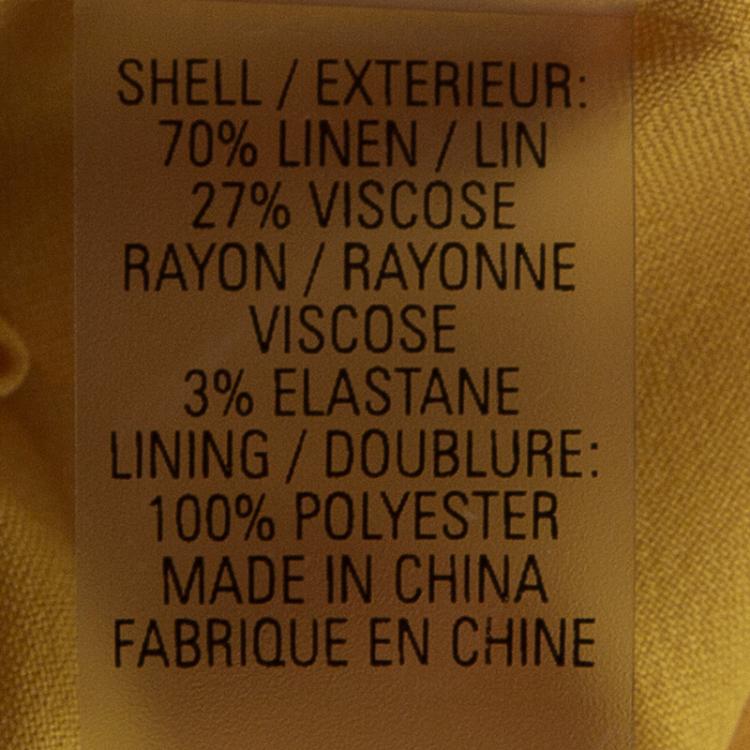 SHELL / EXTERIEUR:
70% LINEN / LIN
27% VISCOSE
RAYON / RAYONNE
VISCOSE
3% ELASTANE
LINING / DOUBLURE:
100% POLYESTER
MADE IN CHINA
FABRIQUE EN CHINE